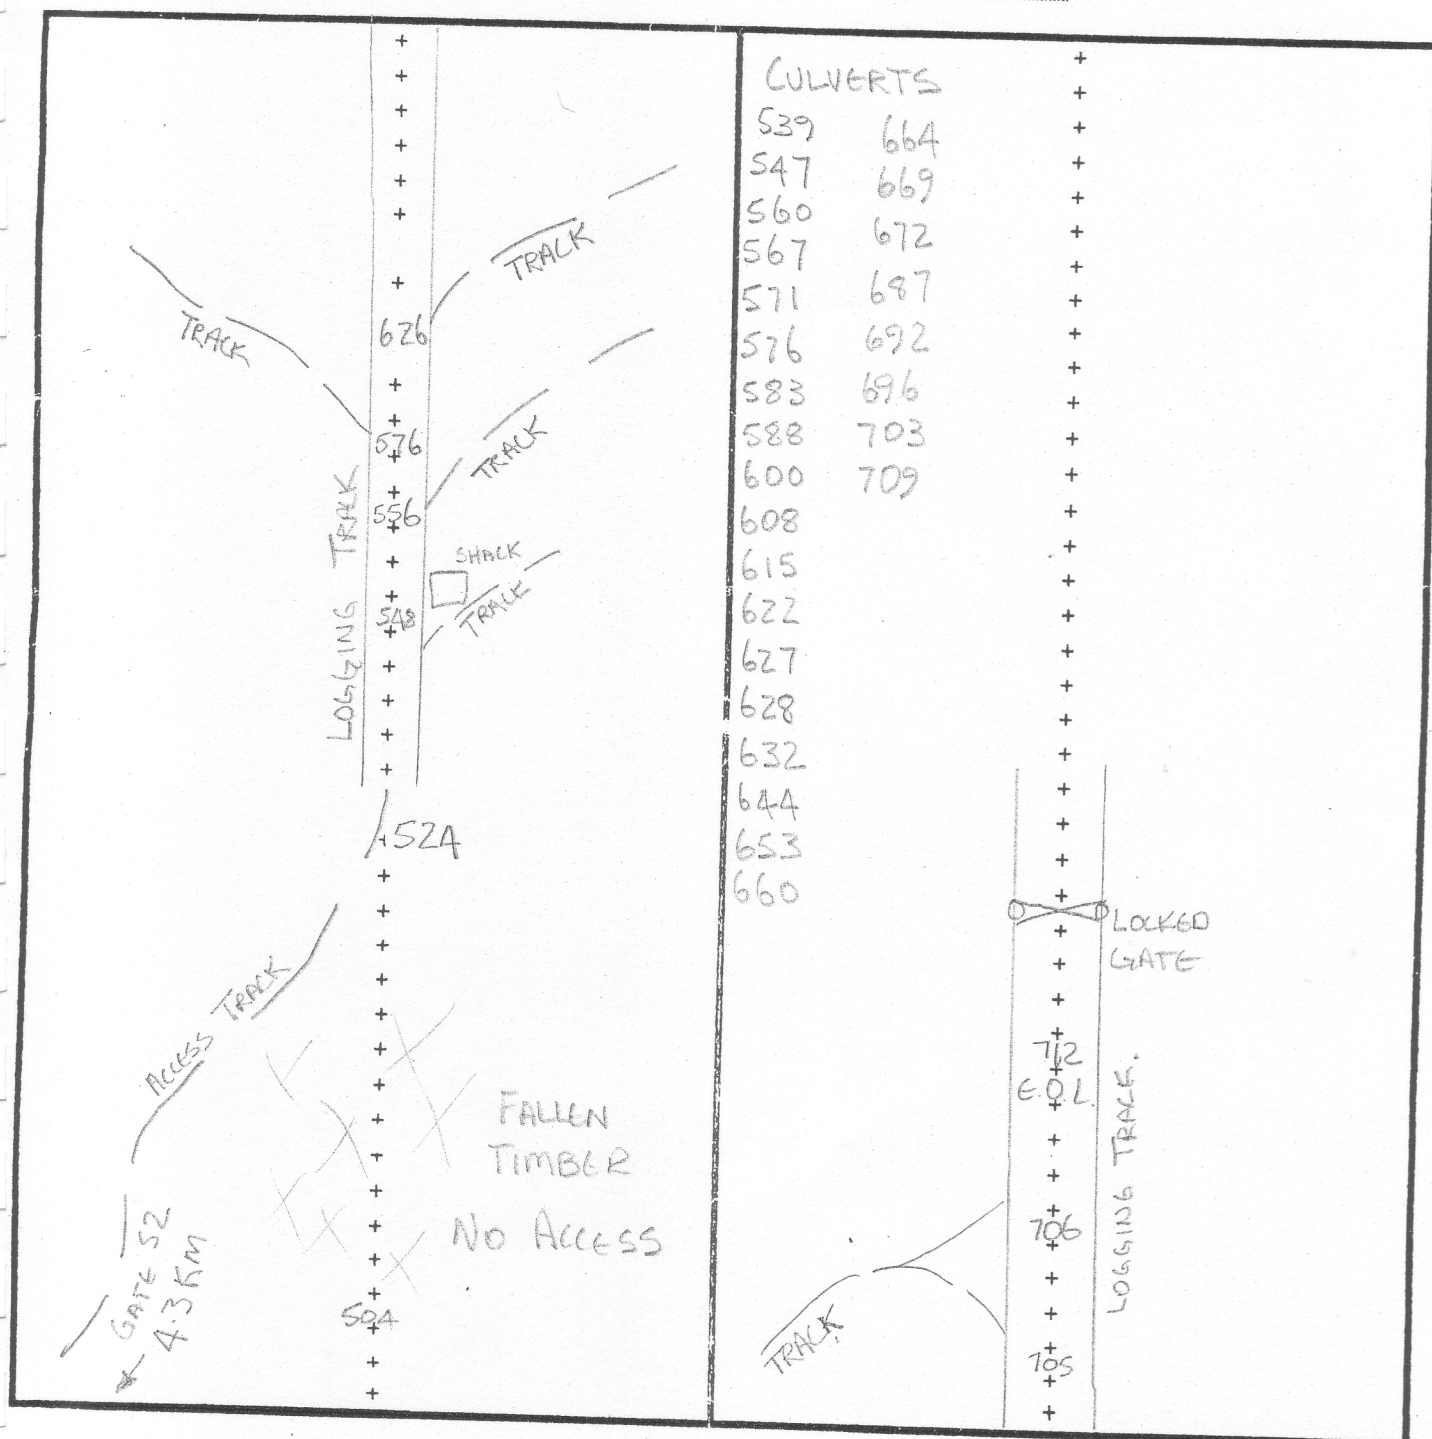 TRACK
TRACK
626
576
TRACK
556
LOGGING TRACK
SHACK
TRACK
548
524
ACCESS TRACK
FALLEN
TIMBER
NO ACCESS
GATE 52
4.3 KM
504
CULVERTS
539 664
547 669
560 672
567 687
571 692
576 696
583 703
588 709
600
608
615
622
627
628
632
644
653
660
LOCKED
GATE
712
E.O.L.
LOGGING TRACK.
706
TRACK
705